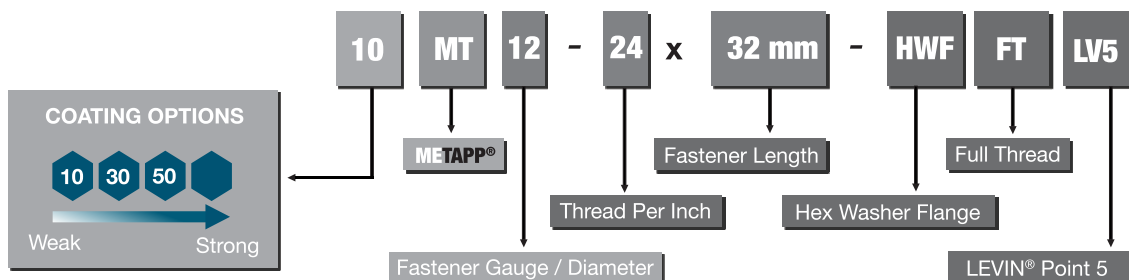 10 MT 12 - 24 x 32 mm - HWF FT LV5
COATING OPTIONS
10 30 50
Weak Strong
METAPP®
Fastener Length
Full Thread
Thread Per Inch
Hex Washer Flange
Fastener Gauge / Diameter
LEVIN® Point 5